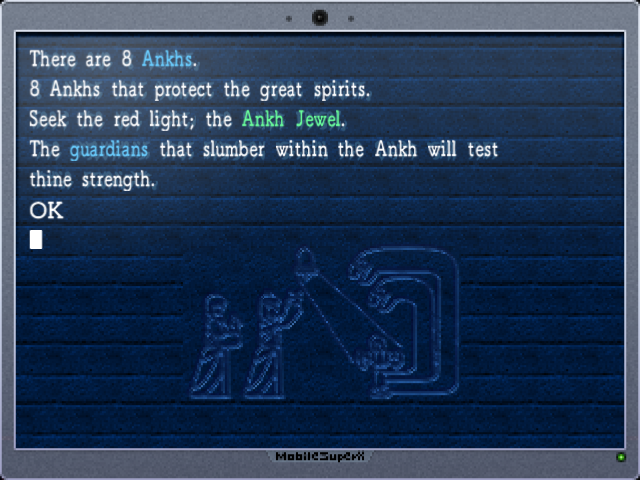 There are 8 Ankhs.
8 Ankhs that protect the great spirits.
Seek the red light; the Ankh Jewel.
The guardians that slumber within the Ankh will test
thine strength.
OK
MobileSuperX